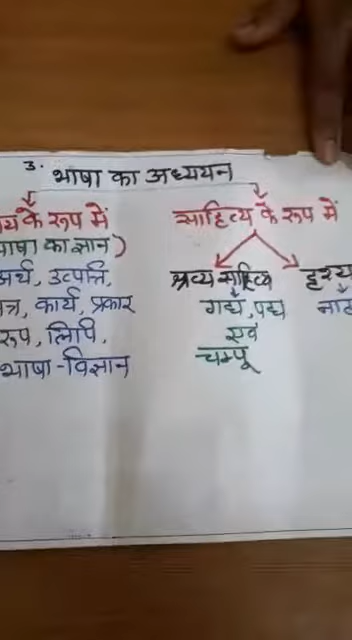 3. भाषा का अध्ययन
के रूप में
साहित्य के रूप में
भाषा का ज्ञान)
अर्थ, उत्पत्ति,
श्रव्य साहित्य
दृश्य
कार्य, प्रकार
गद्य, पद्य
रूप, लिपि,
एवं
भाषा-विज्ञान
चम्पू